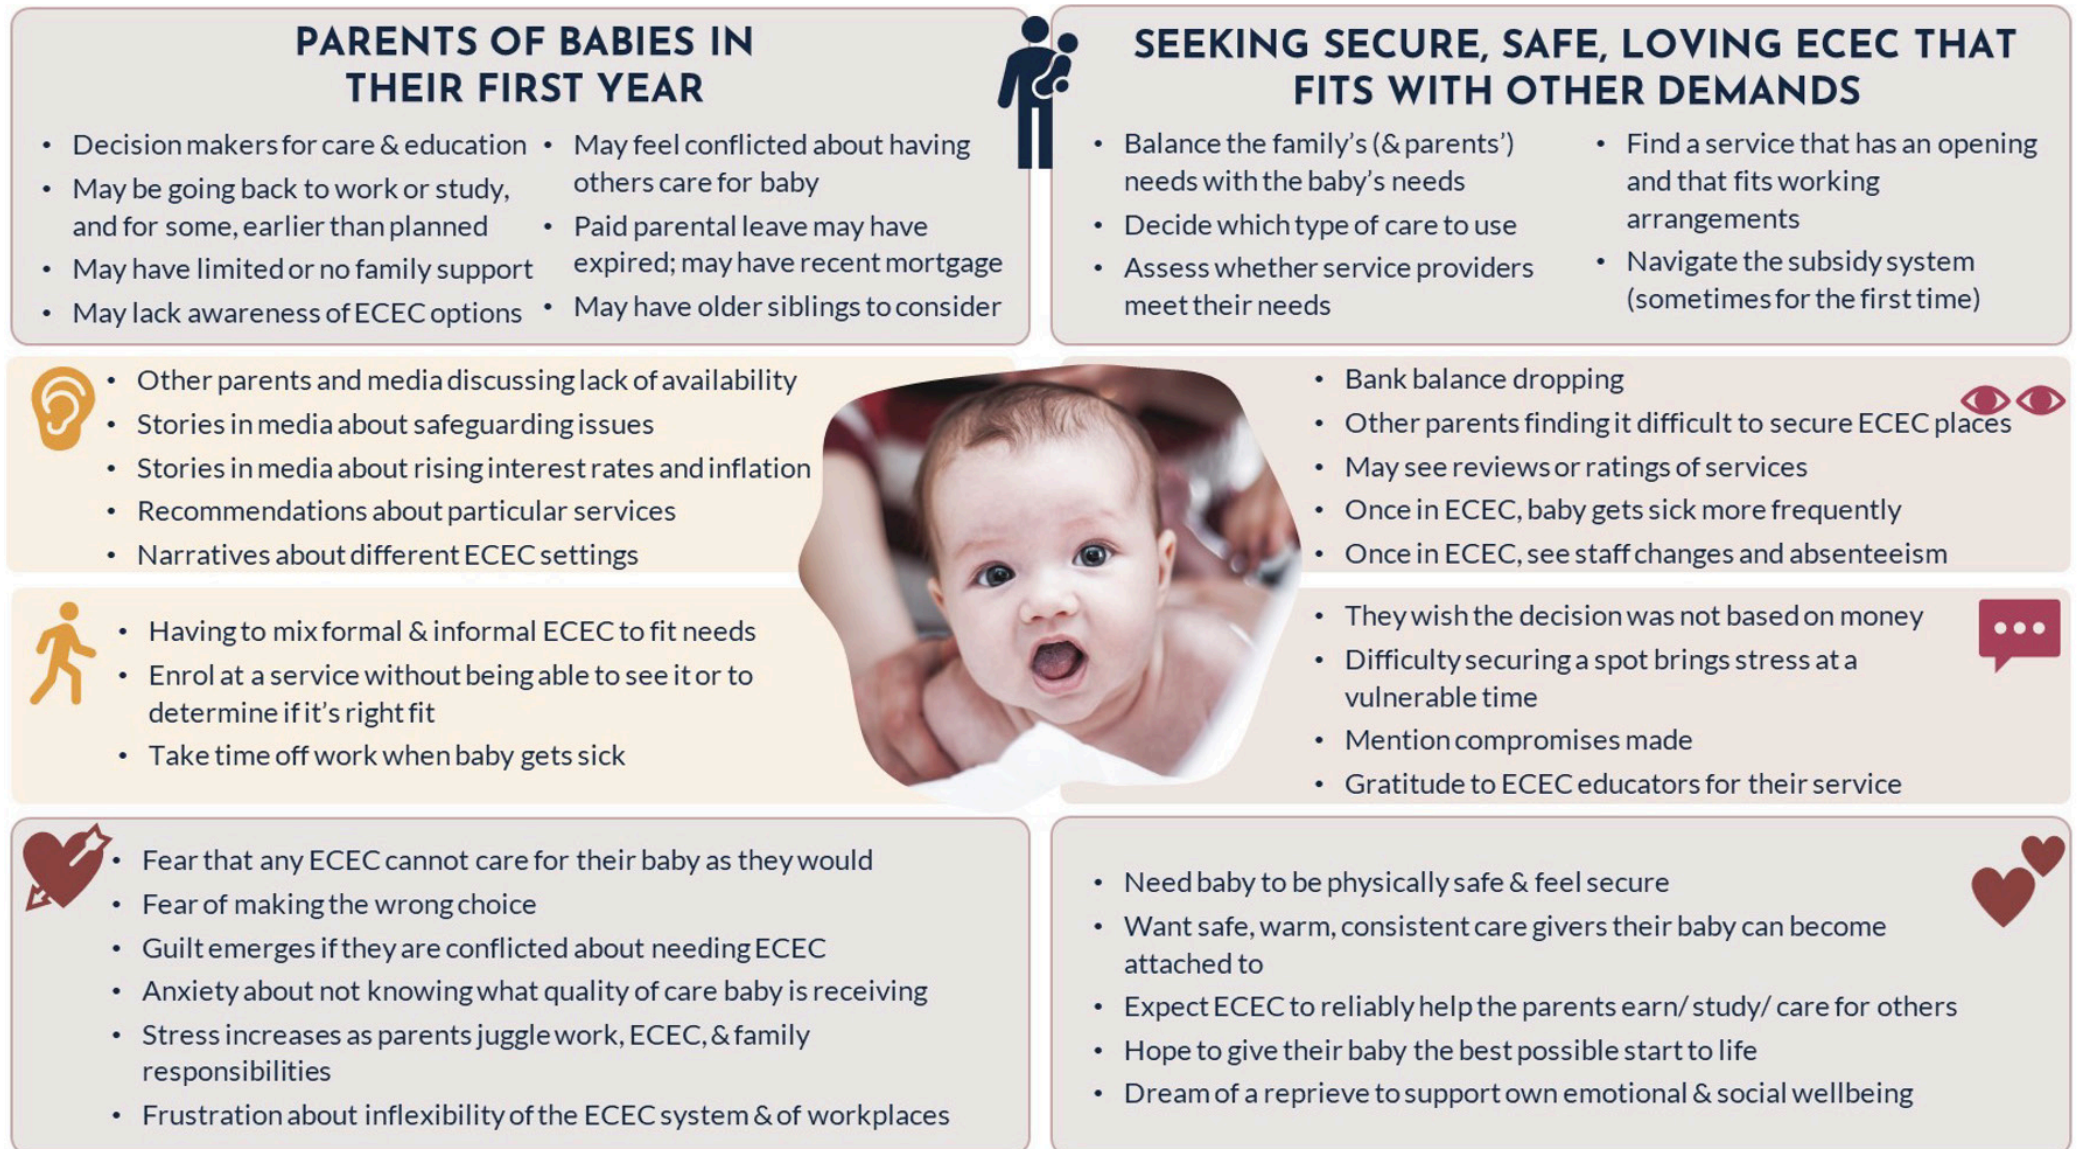 PARENTS OF BABIES IN
THEIR FIRST YEAR
• Decision makers for care & education
• May be going back to work or study,
and for some, earlier than planned
• May have limited or no family support
• May lack awareness of ECEC options
• May feel conflicted about having
others care for baby
• Paid parental leave may have
expired; may have recent mortgage
• May have older siblings to consider
SEEKING SECURE, SAFE, LOVING ECEC THAT
FITS WITH OTHER DEMANDS
• Balance the family’s (& parents’)
needs with the baby’s needs
• Decide which type of care to use
• Assess whether service providers
meet their needs
• Find a service that has an opening
and that fits working
arrangements
• Navigate the subsidy system
(sometimes for the first time)
• Other parents and media discussing lack of availability
• Stories in media about safeguarding issues
• Stories in media about rising interest rates and inflation
• Recommendations about particular services
• Narratives about different ECEC settings
• Bank balance dropping
• Other parents finding it difficult to secure ECEC places
• May see reviews or ratings of services
• Once in ECEC, baby gets sick more frequently
• Once in ECEC, see staff changes and absenteeism
• Having to mix formal & informal ECEC to fit needs
• Enrol at a service without being able to see it or to
determine if it’s right fit
• Take time off work when baby gets sick
• They wish the decision was not based on money
• Difficulty securing a spot brings stress at a
vulnerable time
• Mention compromises made
• Gratitude to ECEC educators for their service
• Fear that any ECEC cannot care for their baby as they would
• Fear of making the wrong choice
• Guilt emerges if they are conflicted about needing ECEC
• Anxiety about not knowing what quality of care baby is receiving
• Stress increases as parents juggle work, ECEC, & family
responsibilities
• Frustration about inflexibility of the ECEC system & of workplaces
• Need baby to be physically safe & feel secure
• Want safe, warm, consistent care givers their baby can become
attached to
• Expect ECEC to reliably help the parents earn/ study/ care for others
• Hope to give their baby the best possible start to life
• Dream of a reprieve to support own emotional & social wellbeing